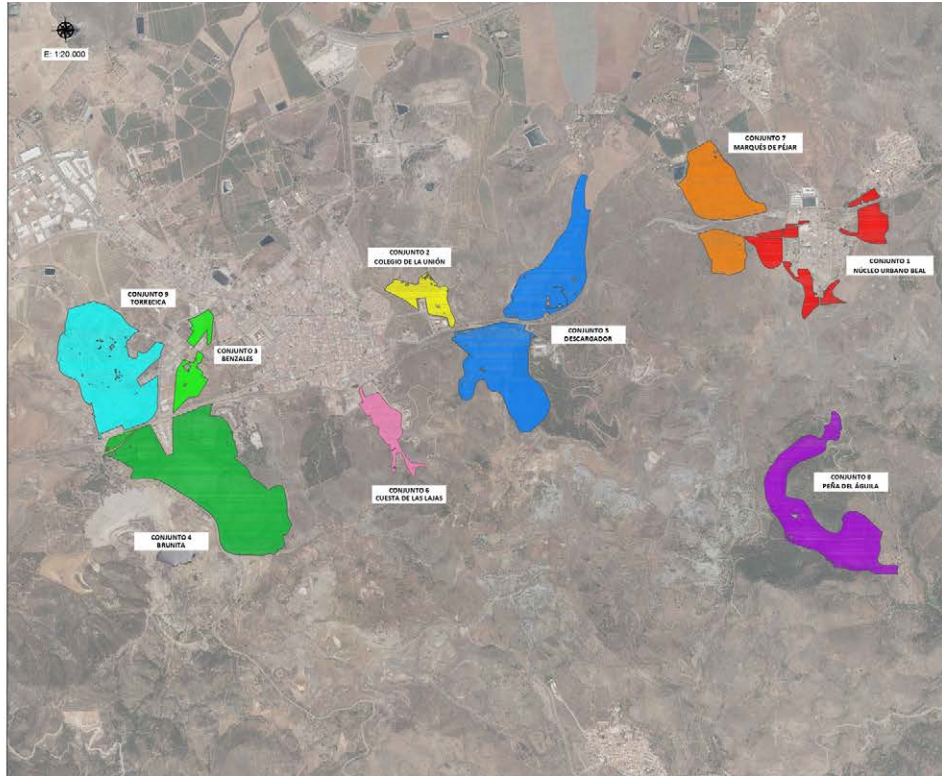 E: 1:20.000
CONJUNTO 7
MARQUÉS DE PÉJAR
CONJUNTO 2
COLEGIO DE LA UNIÓN
CONJUNTO 1
NÚCLEO URBANO BEAL
CONJUNTO 9
TORRECICA
CONJUNTO 5
DESCARGADOR
CONJUNTO 3
BENZALES
CONJUNTO 8
PEÑA DEL ÁGUILA
CONJUNTO 6
CUESTA DE LAS LAJAS
CONJUNTO 4
BRUNITA